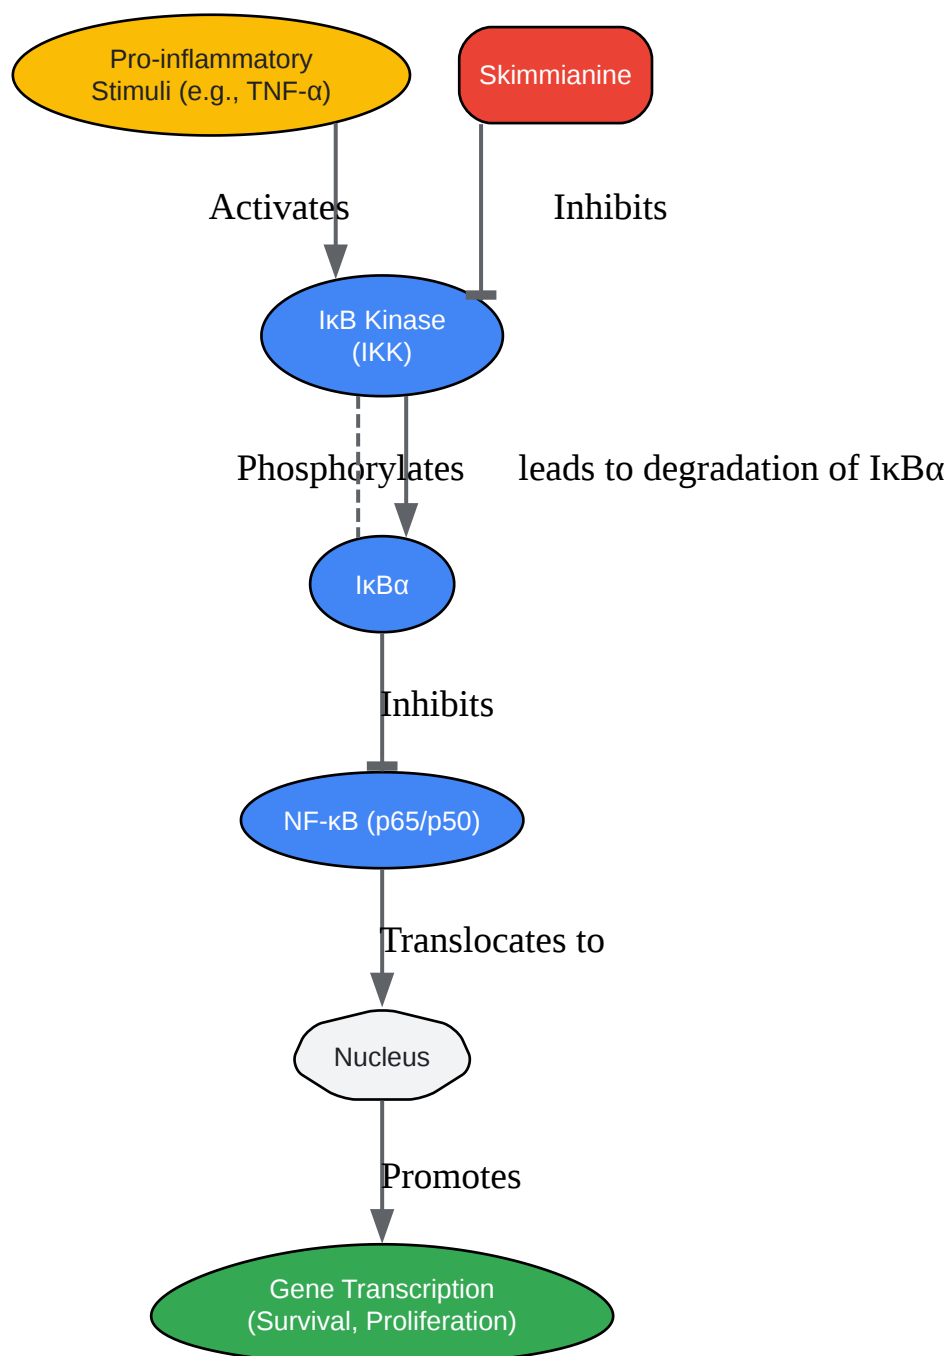 Pro-inflammatory
Stimuli (e.g., TNF-α)
Skimmianine
Activates
Inhibits
IκB Kinase
(IKK)
Phosphorylates
leads to degradation of IκBα
IκBα
Inhibits
NF-κB (p65/p50)
Translocates to
Nucleus
Promotes
Gene Transcription
(Survival, Proliferation)